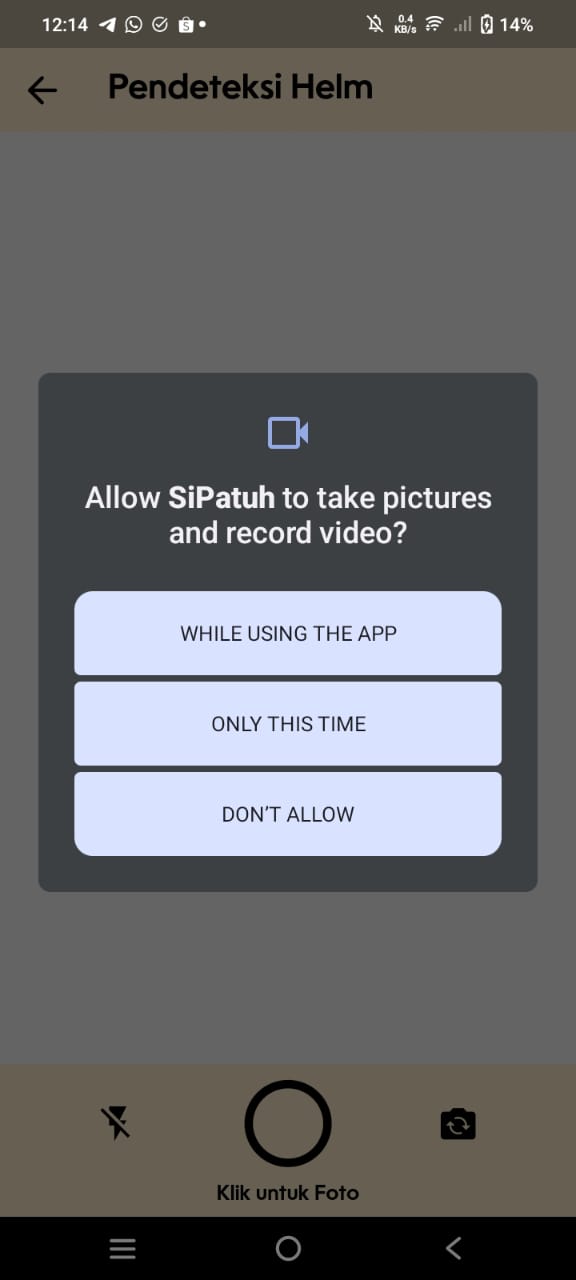 12:14
0.4
KB/s
14%
Pendeteksi Helm
Allow SiPatuh to take pictures
and record video?
WHILE USING THE APP
ONLY THIS TIME
DON'T ALLOW
Klik untuk Foto